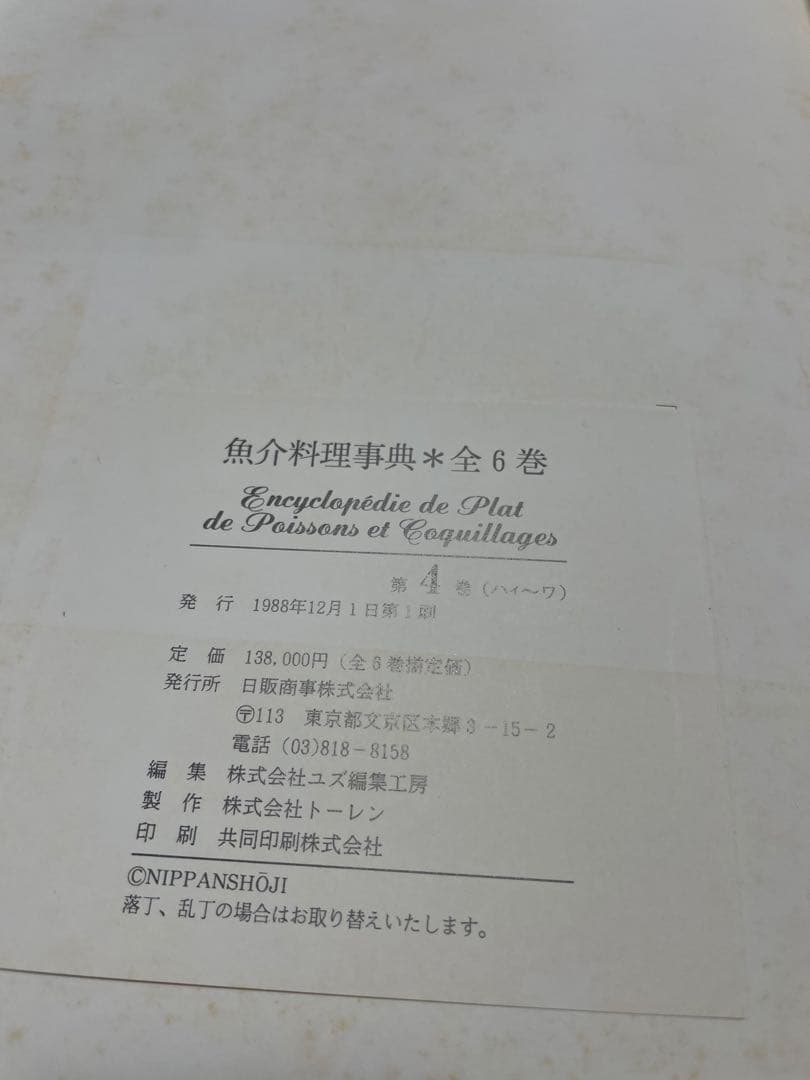 魚介料理事典＊全6巻
Encyclopédie de Plat
de Poissons et Coquillages
第4巻（ハイ〜ワ）
発　行　1988年12月1日第1刷
定　価　138,000円（全6巻揃定価）
発行所　日販商事株式会社
〶113　東京都文京区本郷3－15－2
電話（03）818－8158
編　集　株式会社ユズ編集工房
製　作　株式会社トーレン
印　刷　共同印刷株式会社
©NIPPANSHŌJI
落丁、乱丁の場合はお取り替えいたします。